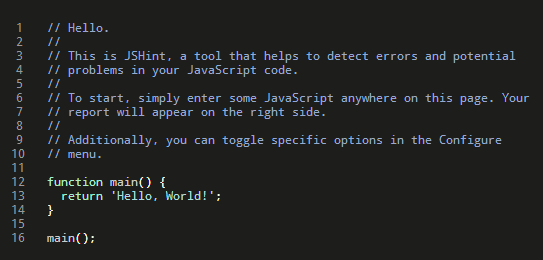 1 // Hello.
2 //
3 // This is JSHint, a tool that helps to detect errors and potential
4 // problems in your JavaScript code.
5 //
6 // To start, simply enter some JavaScript anywhere on this page. Your
7 // report will appear on the right side.
8 //
9 // Additionally, you can toggle specific options in the Configure
10 // menu.
11
12 function main() {
13   return 'Hello, World!';
14 }
15
16 main();